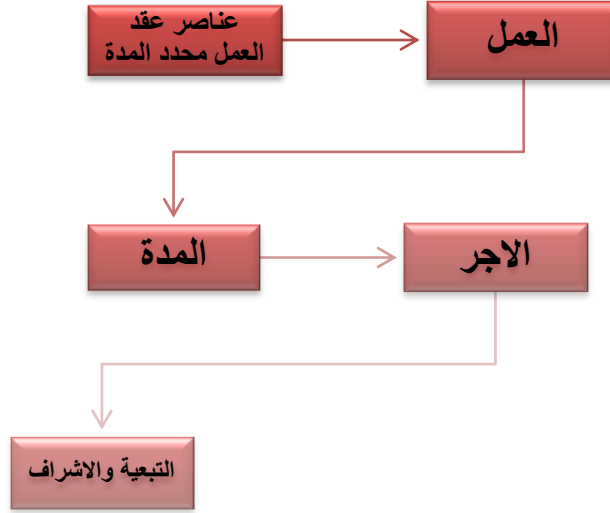 عناصر عقد
العمل محدد المدة
العمل
المدة
الاجر
التبعية والاشراف